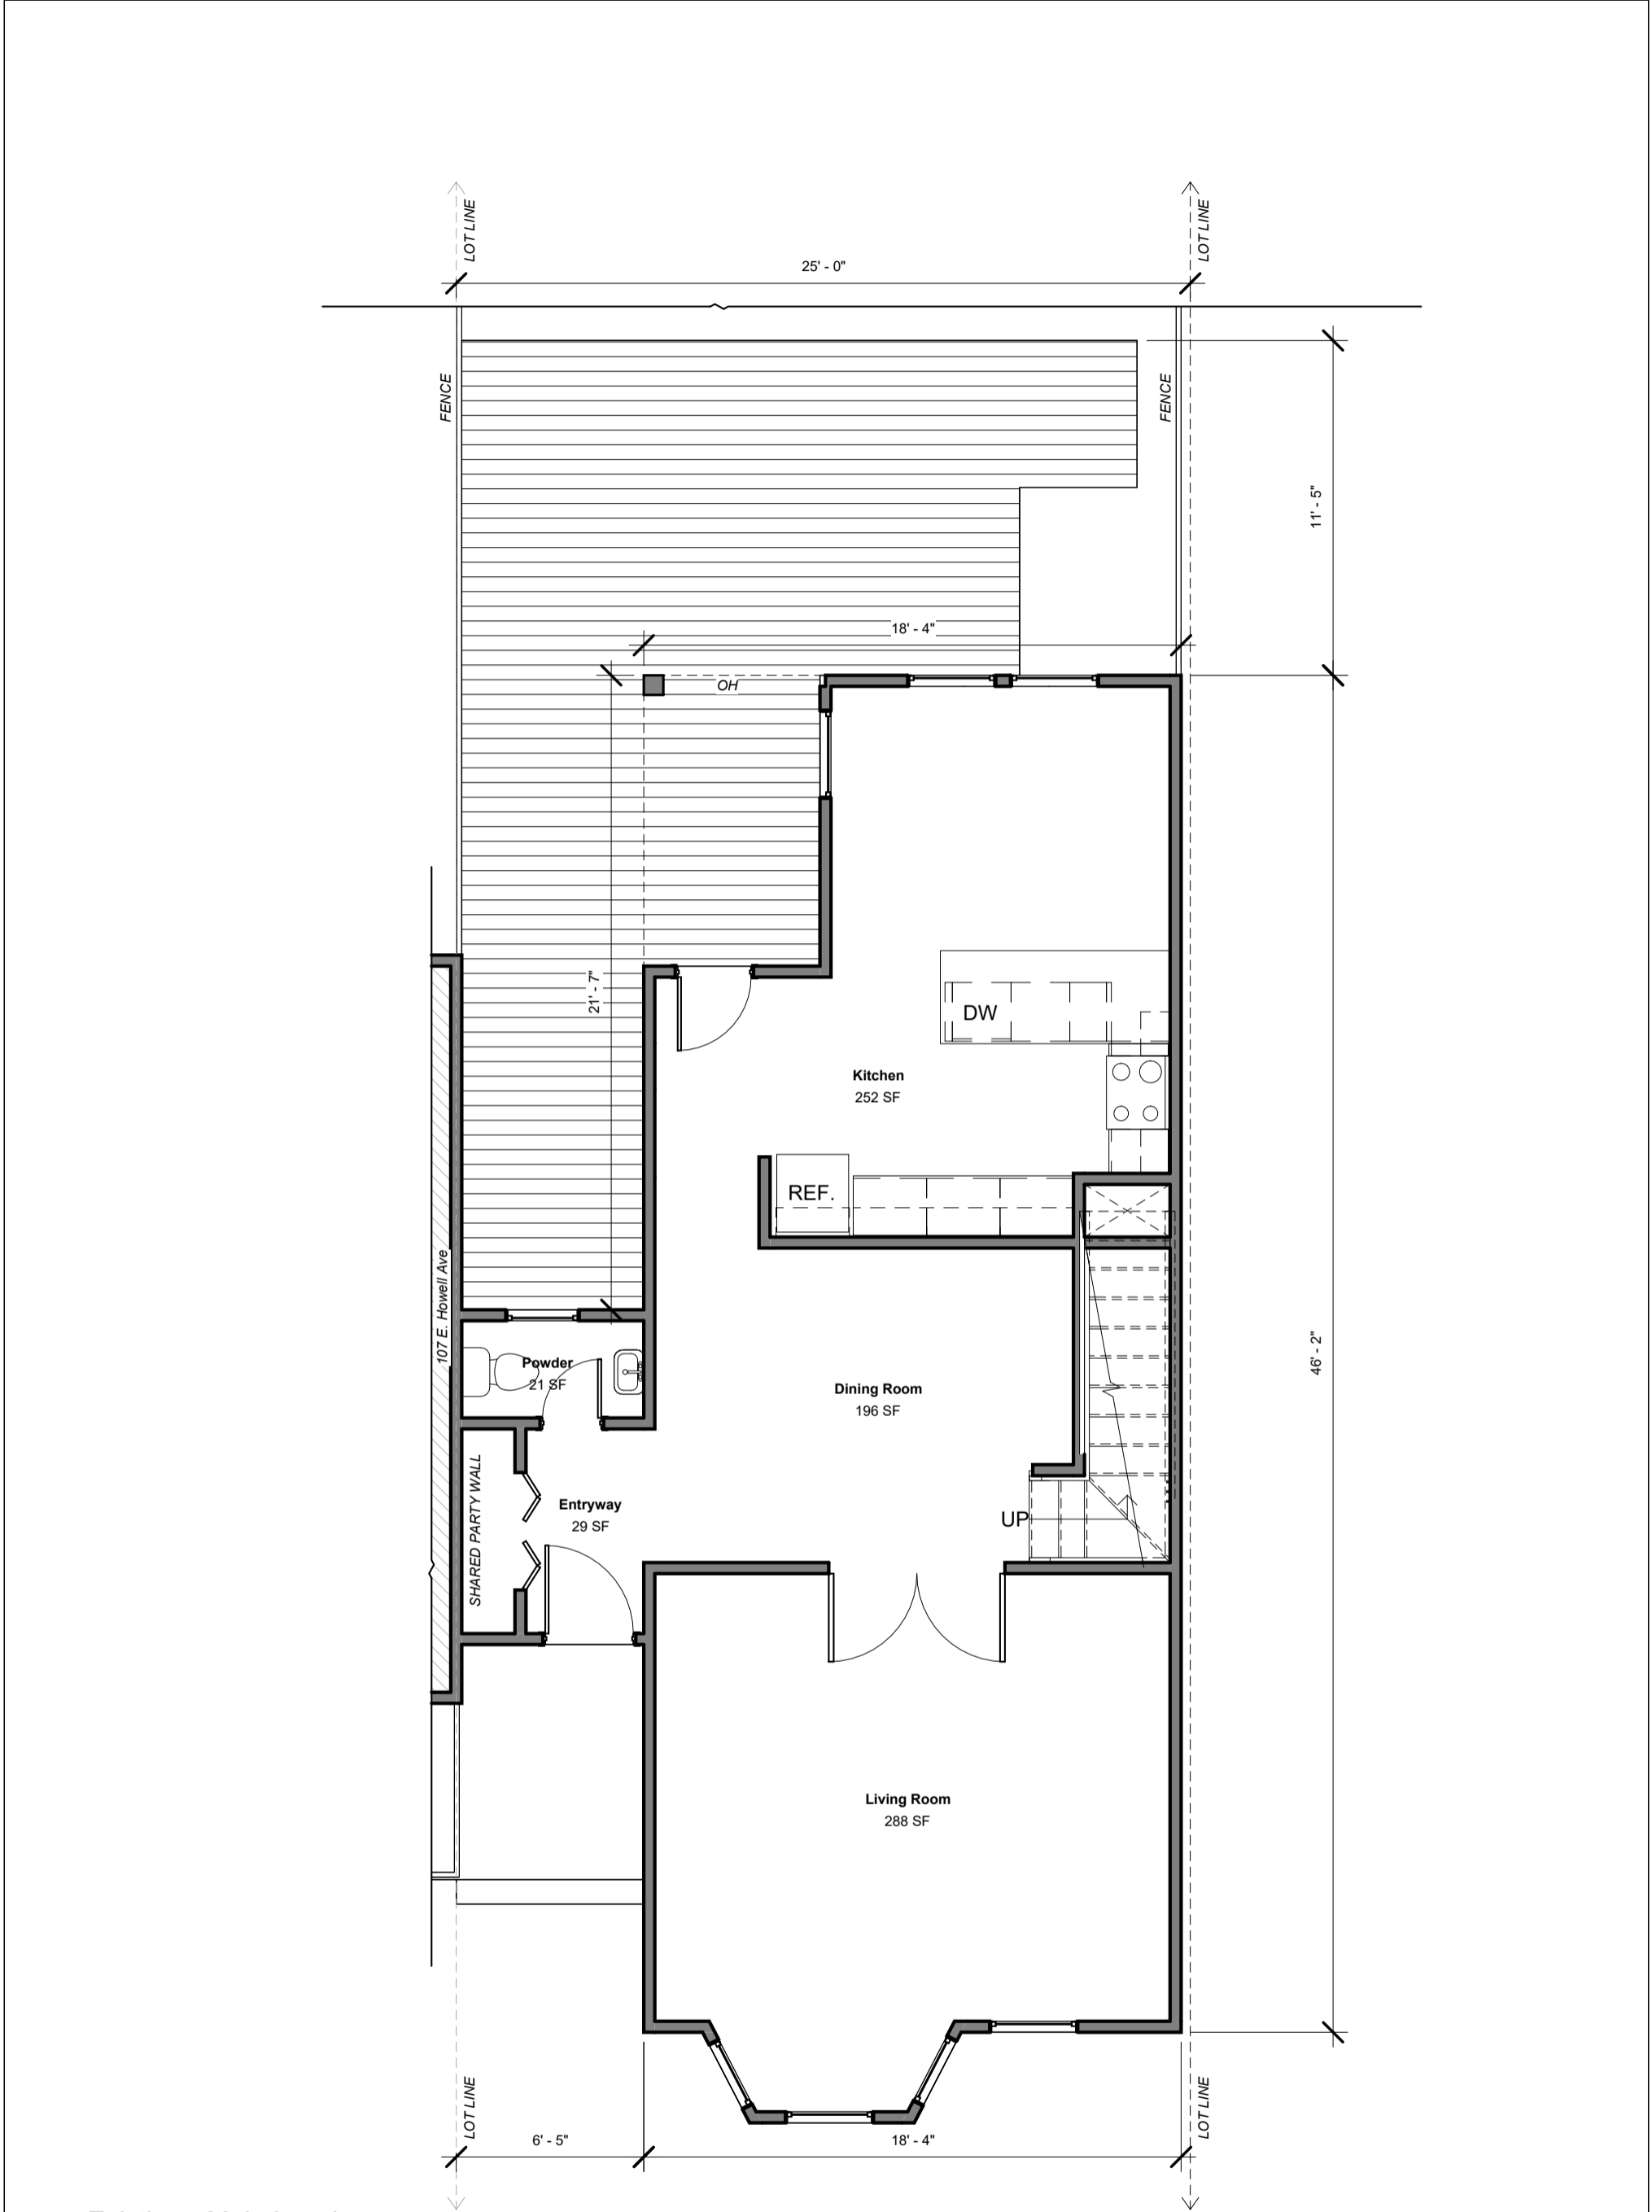 LOT LINE
LOT LINE
25' - 0"
FENCE
FENCE
11' - 5"
18' - 4"
OH
21' - 7"
DW
Kitchen
252 SF
REF.
107 E. Howell Ave
46' - 2"
Powder
21 SF
Dining Room
196 SF
SHARED PARTY WALL
Entryway
29 SF
UP
Living Room
288 SF
LOT LINE
LOT LINE
6' - 5"
18' - 4"